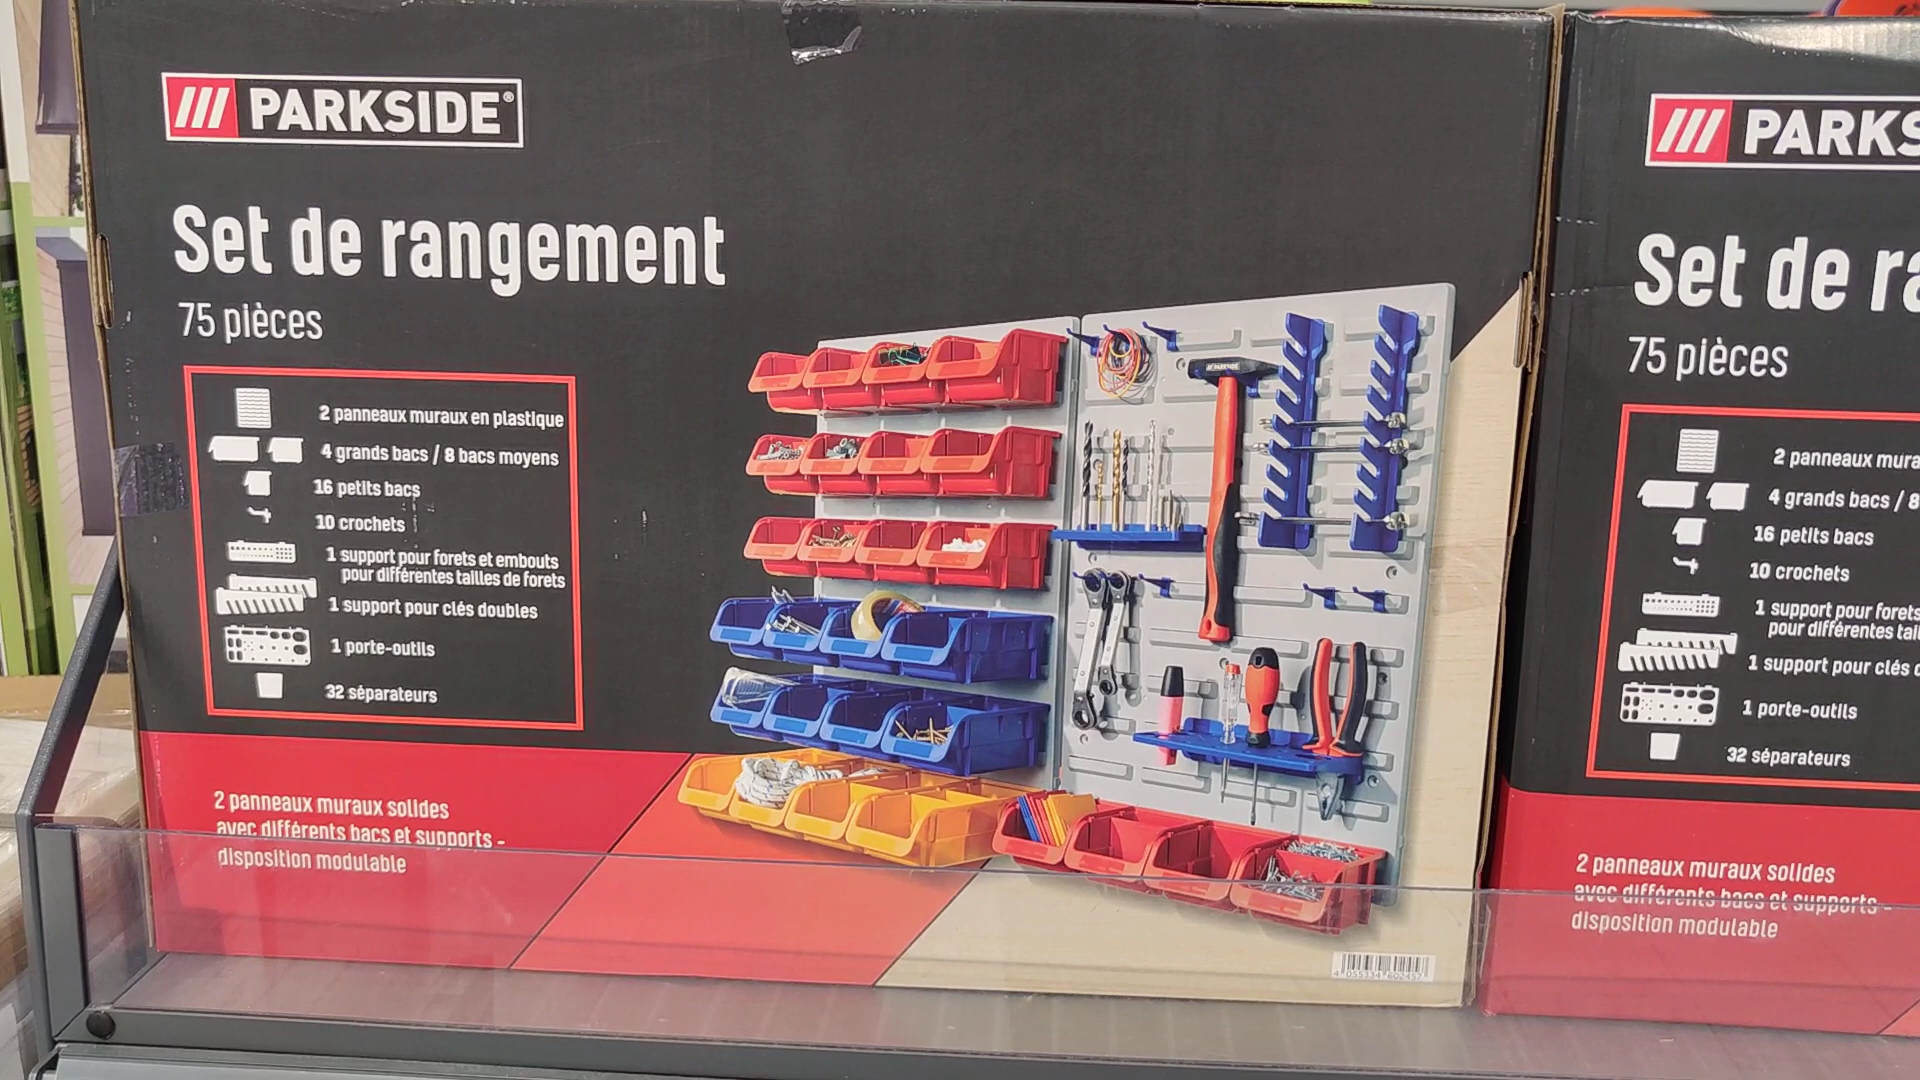 PARKSIDE®
Set de rangement
75 pièces
2 panneaux muraux en plastique
4 grands bacs / 8 bacs moyens
16 petits bacs
10 crochets
1 support pour forets et embouts
pour différentes tailles de forets
1 support pour clés doubles
1 porte-outils
32 séparateurs
2 panneaux muraux solides
avec différents bacs et supports -
disposition modulable
PARKSIDE
PARKS
Set de ra
75 pièces
2 panneaux mura
4 grands bacs / 8
16 petits bacs
10 crochets
1 support pour forets
pour différentes tail
1 support pour clés
1 porte-outils
32 séparateurs
2 panneaux muraux solides
avec différents bacs et supports -
disposition modulable